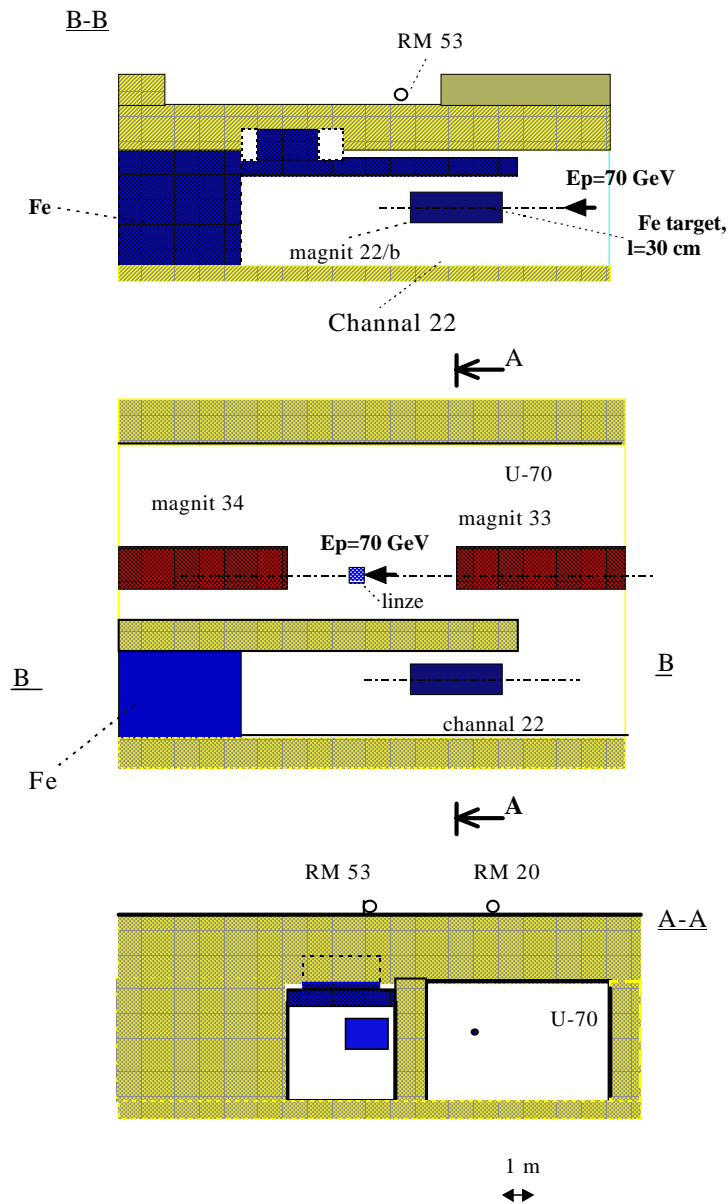 B-B
RM 53
Ep=70 GeV
Fe
Fe target,
l=30 cm
magnit 22/b
Channal 22
A
U-70
magnit 34
magnit 33
Ep=70 GeV
linze
B
B
channal 22
Fe
A
RM 53
RM 20
A-A
U-70
1 m